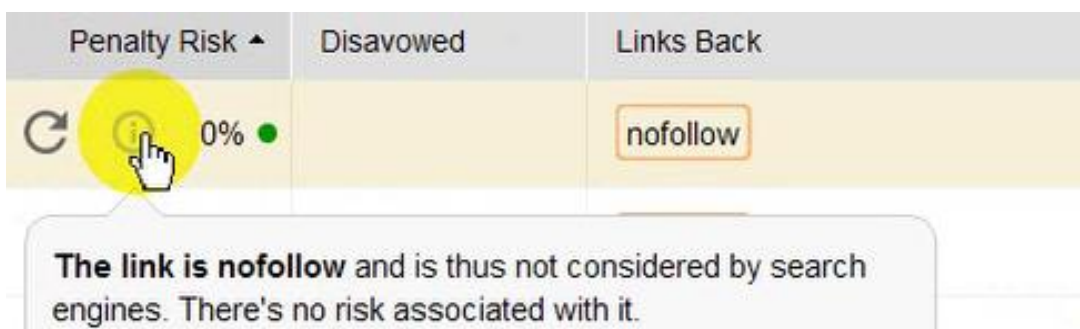 Penalty Risk Disavowed Links Back
0% nofollow
The link is nofollow and is thus not considered by search
engines. There's no risk associated with it.